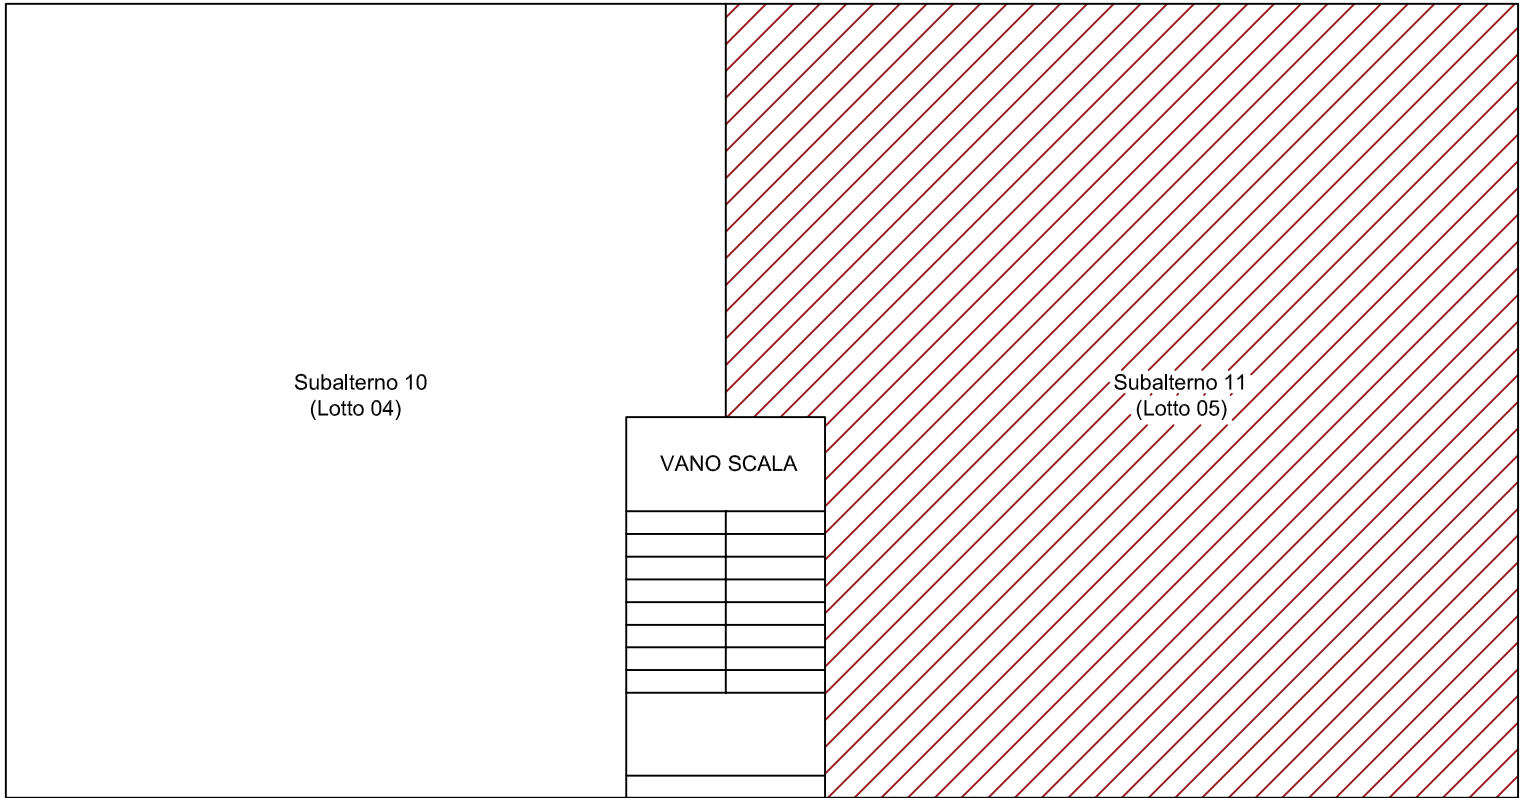 Subalterno 10
(Lotto 04)
Subalterno 11
(Lotto 05)
VANO SCALA